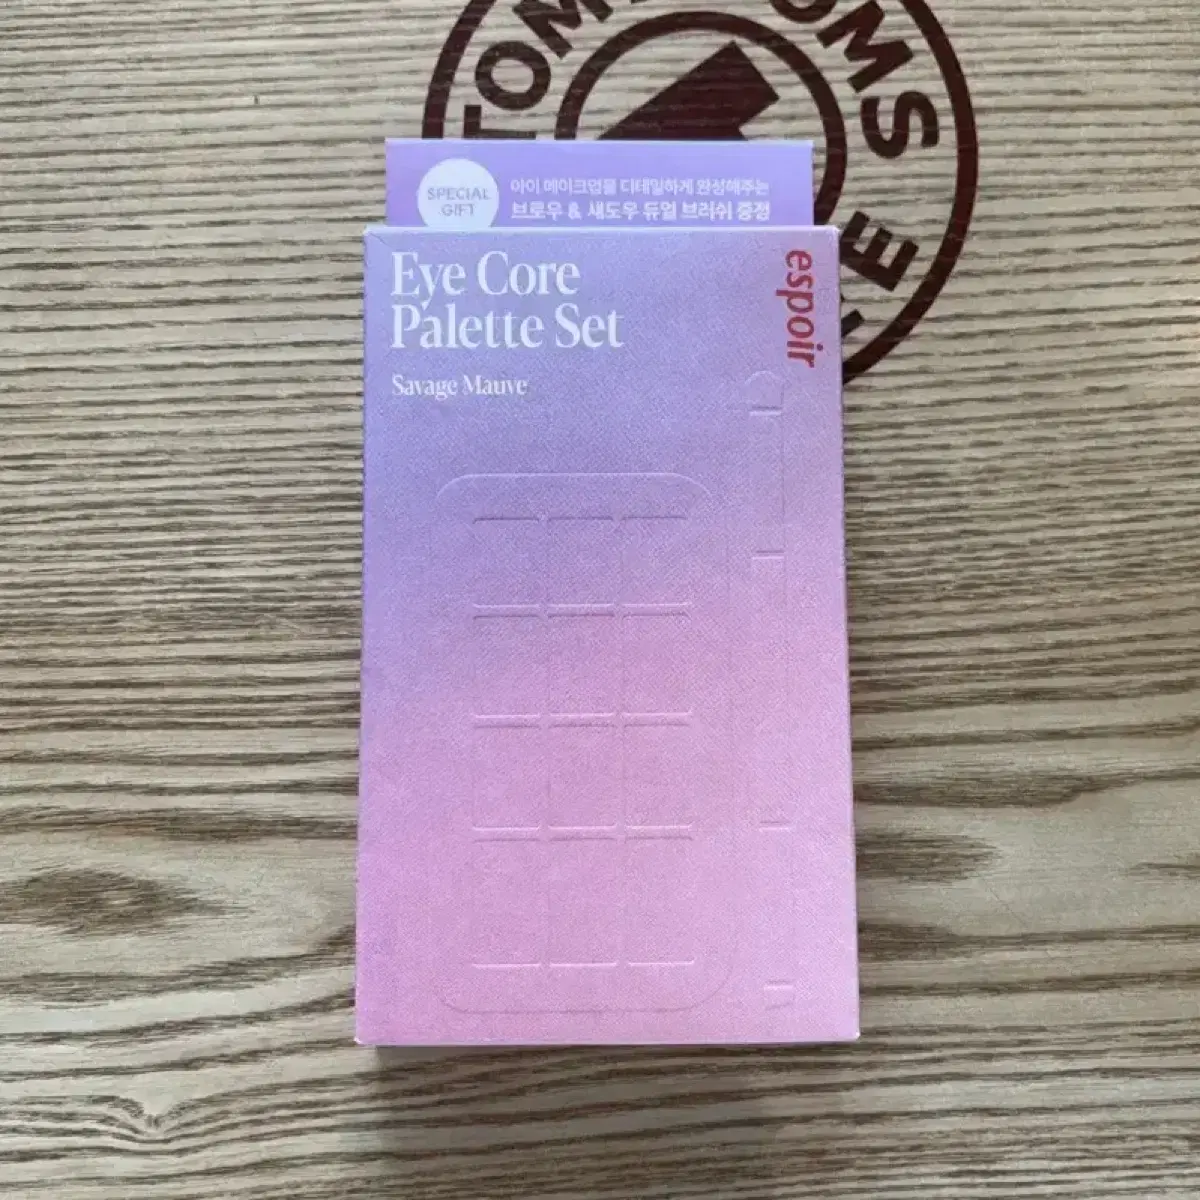 TOM
OMS
E
SPECIAL
GIFT
아이 메이크업을 디테일하게 완성해주는
브로우 & 섀도우 듀얼 브러쉬 증정
Eye Core
Palette Set
Savage Mauve
espoir